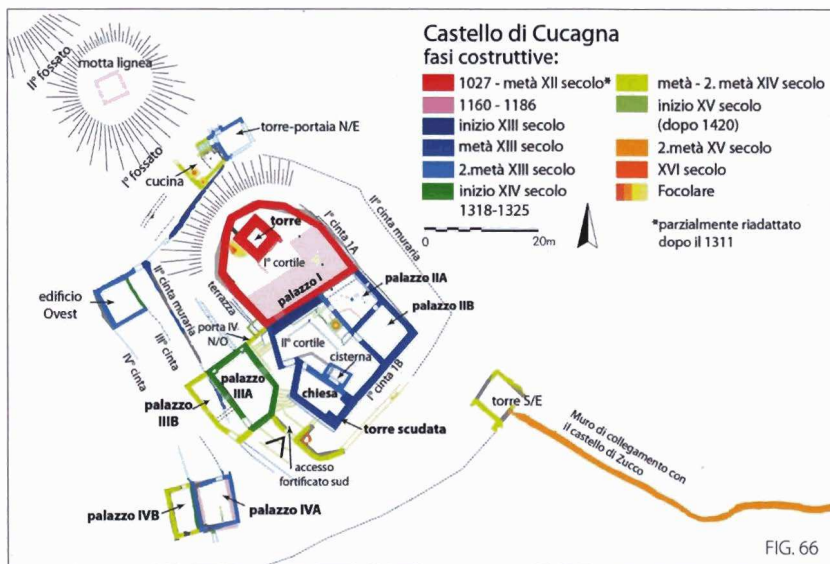 Castello di Cucagna
fasi costruttive:
1027 - metà XII secolo*
1160 - 1186
inizio XIII secolo
metà XIII secolo
2.metà XIII secolo
inizio XIV secolo
1318-1325
metà - 2. metà XIV secolo
inizio XV secolo
(dopo 1420)
2.metà XV secolo
XVI secolo
Focolare
*parzialmente riadattato
dopo il 1311
0
20m
II° fossato
motta lignea
I° fossato
torre-portaia N/E
cucina
torre
I° cortile
palazzo I
I° cinta 1A
II° cinta muraria
terrazza
palazzo IIA
palazzo IIB
edificio
Ovest
II° cinta muraria
III° cinta
IV° cinta
porta IV.
N/O
II° cortile
cisterna
chiesa
I° cinta 1B
palazzo
IIIA
palazzo
IIIB
torre scudata
torre S/E
Muro di collegamento con
il castello di Zucco
accesso
fortificato sud
palazzo IVB
palazzo IVA
FIG. 66